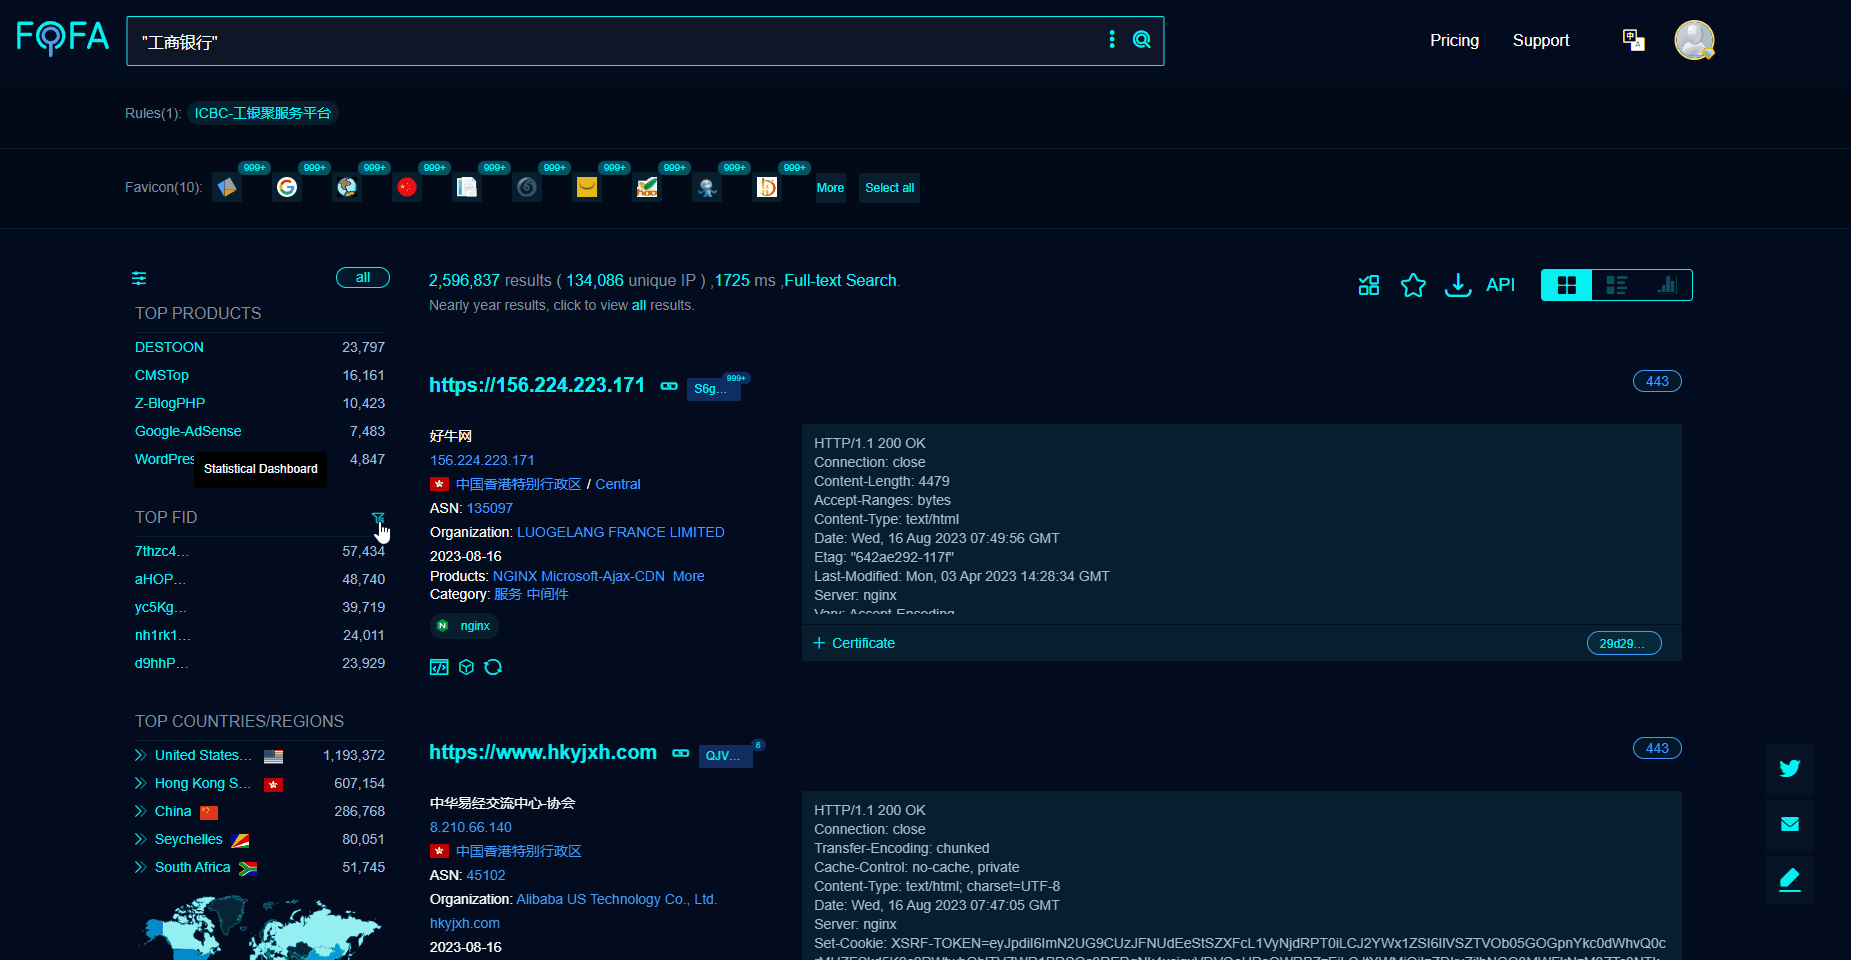 FOFA
"工商银行"
Pricing
Support
Rules(1): ICBC-工银聚服务平台
Favicon(10): 999+ 999+ 999+ 999+ 999+ 999+ 999+ 999+ 999+ 999+ More Select all
all
TOP PRODUCTS
DESTOON 23,797
CMSTop 16,161
Z-BlogPHP 10,423
Google-AdSense 7,483
WordPres 4,847
Statistical Dashboard
TOP FID
7thzc4... 57,434
aHOP... 48,740
yc5Kg... 39,719
nh1rk1... 24,011
d9hhP... 23,929
TOP COUNTRIES/REGIONS
United States... 1,193,372
Hong Kong S... 607,154
China 286,768
Seychelles 80,051
South Africa 51,745
2,596,837 results ( 134,086 unique IP ) ,1725 ms ,Full-text Search.
Nearly year results, click to view all results.
API
https://156.224.223.171 S6g... 999+
443
好牛网
156.224.223.171
中国香港特别行政区 / Central
ASN: 135097
Organization: LUOGELANG FRANCE LIMITED
2023-08-16
Products: NGINX Microsoft-Ajax-CDN More
Category: 服务 中间件
nginx
HTTP/1.1 200 OK
Connection: close
Content-Length: 4479
Accept-Ranges: bytes
Content-Type: text/html
Date: Wed, 16 Aug 2023 07:49:56 GMT
Etag: "642ae292-117f"
Last-Modified: Mon, 03 Apr 2023 14:28:34 GMT
Server: nginx
Vary: Accept-Encoding
+ Certificate
29d29...
https://www.hkyjxh.com QJV... 6
443
中华易经交流中心-协会
8.210.66.140
中国香港特别行政区
ASN: 45102
Organization: Alibaba US Technology Co., Ltd.
hkyjxh.com
2023-08-16
HTTP/1.1 200 OK
Connection: close
Transfer-Encoding: chunked
Cache-Control: no-cache, private
Content-Type: text/html; charset=UTF-8
Date: Wed, 16 Aug 2023 07:47:05 GMT
Server: nginx